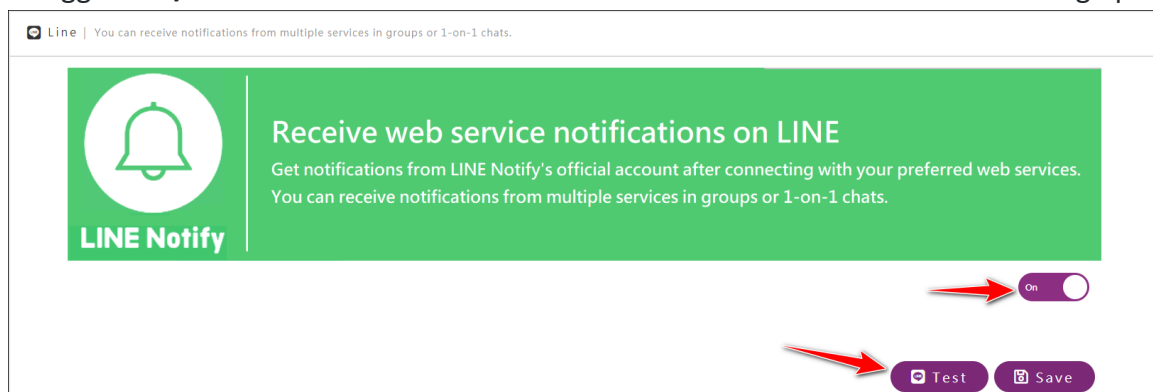 Line | You can receive notifications from multiple services in groups or 1-on-1 chats.
Receive web service notifications on LINE
Get notifications from LINE Notify's official account after connecting with your preferred web services.
You can receive notifications from multiple services in groups or 1-on-1 chats.
LINE Notify
On
Test
Save